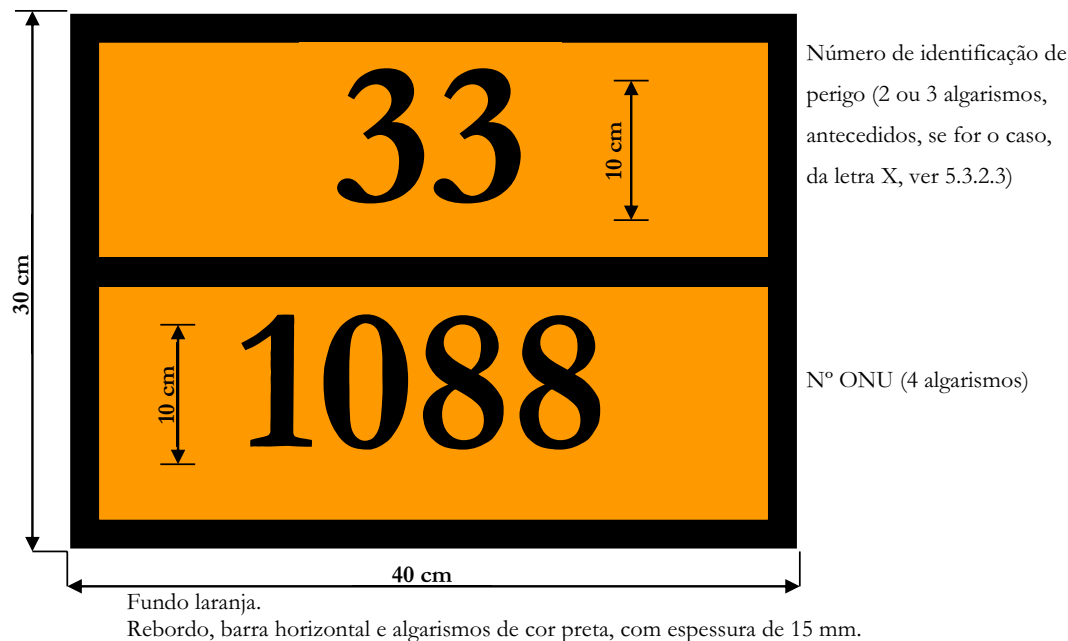 33
10 cm
Número de identificação de
perigo (2 ou 3 algarismos,
antecedidos, se for o caso,
da letra X, ver 5.3.2.3)
30 cm
1088
10 cm
Nº ONU (4 algarismos)
40 cm
Fundo laranja.
Rebordo, barra horizontal e algarismos de cor preta, com espessura de 15 mm.